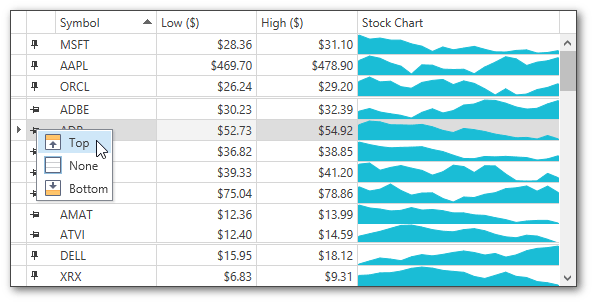 Symbol Low ($) High ($) Stock Chart
MSFT $28.36 $31.10
AAPL $469.70 $478.90
ORCL $26.24 $29.20
ADBE $30.23 $32.39
$52.73 $54.92
Top
$36.82 $38.85
None
$39.33 $41.20
Bottom
$75.04 $78.86
AMAT $12.36 $13.99
ATVI $12.40 $14.59
DELL $15.95 $18.12
XRX $6.83 $9.31